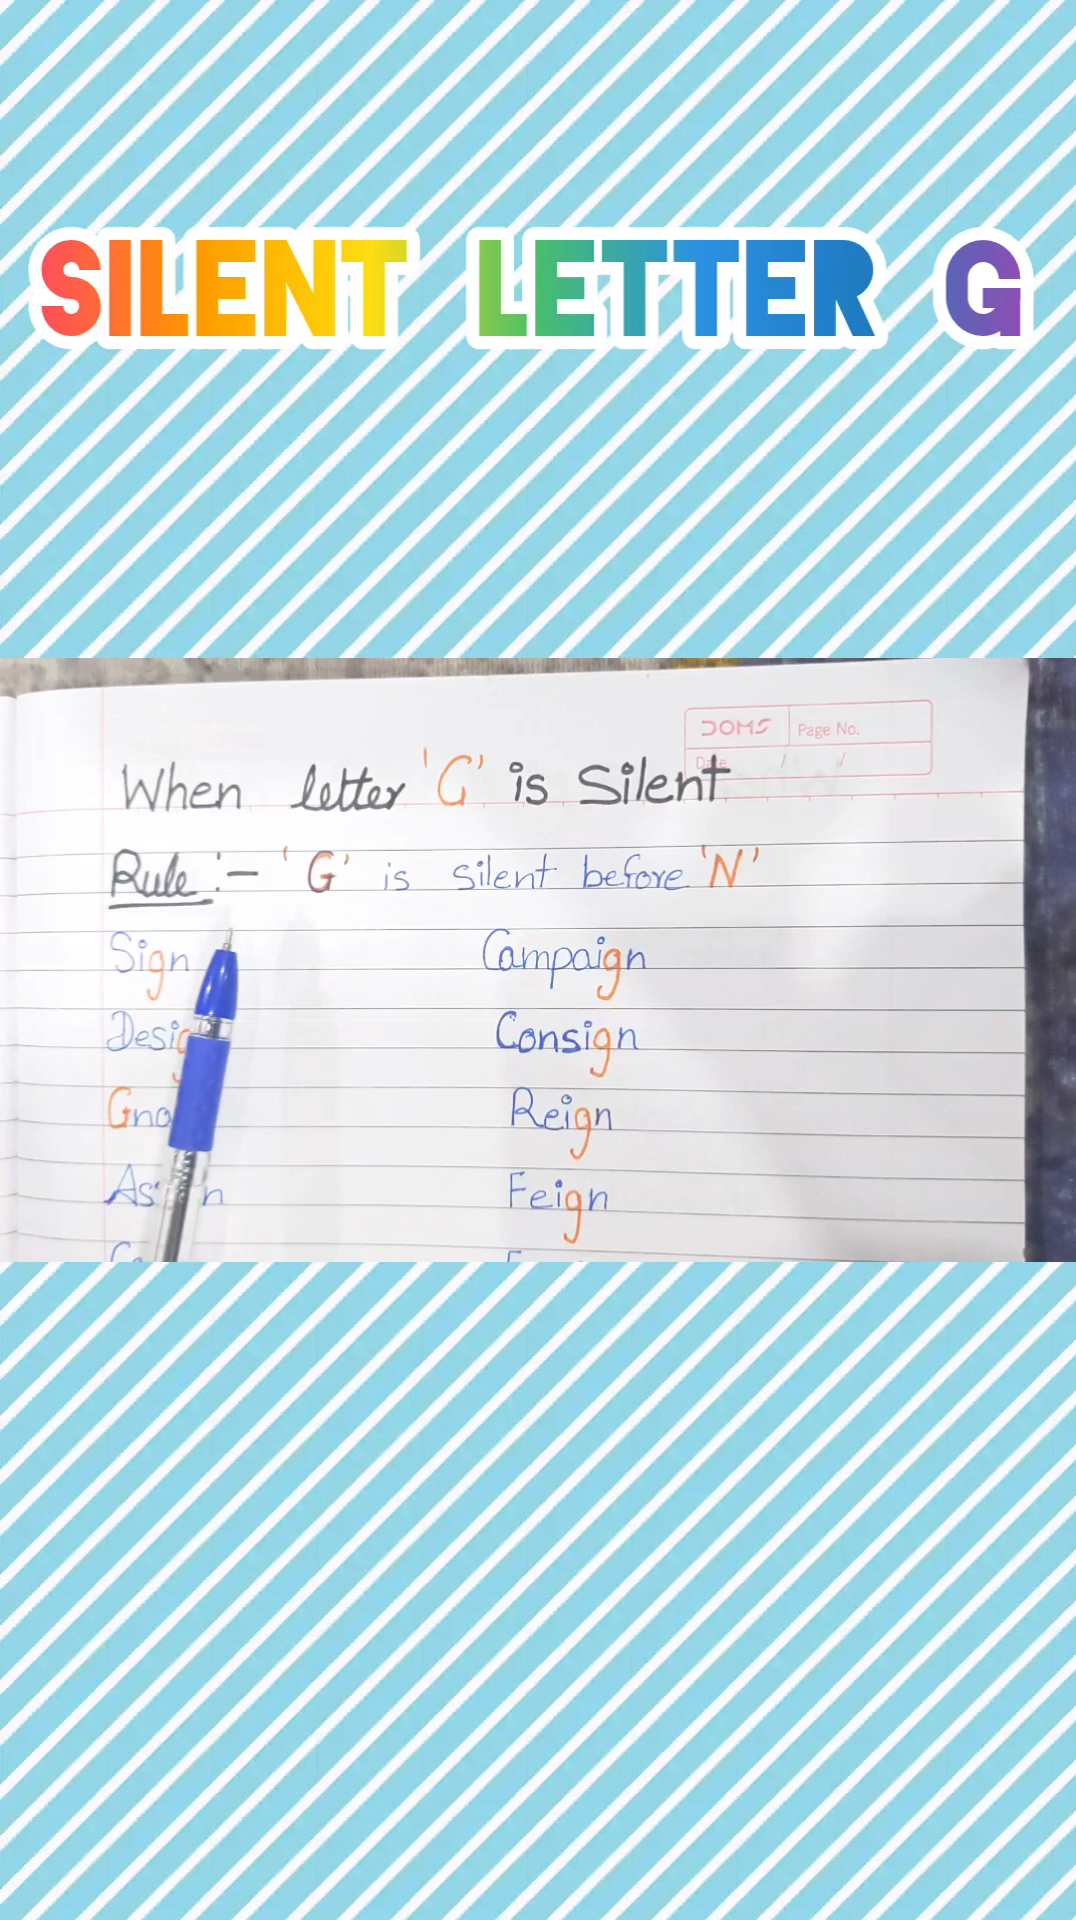 SILENT LETTER G
DOMS Page No.
Date / /
When letter 'G' is Silent
Rule :- 'G' is silent before 'N'
Sign Campaign
Consign
Reign
Feign